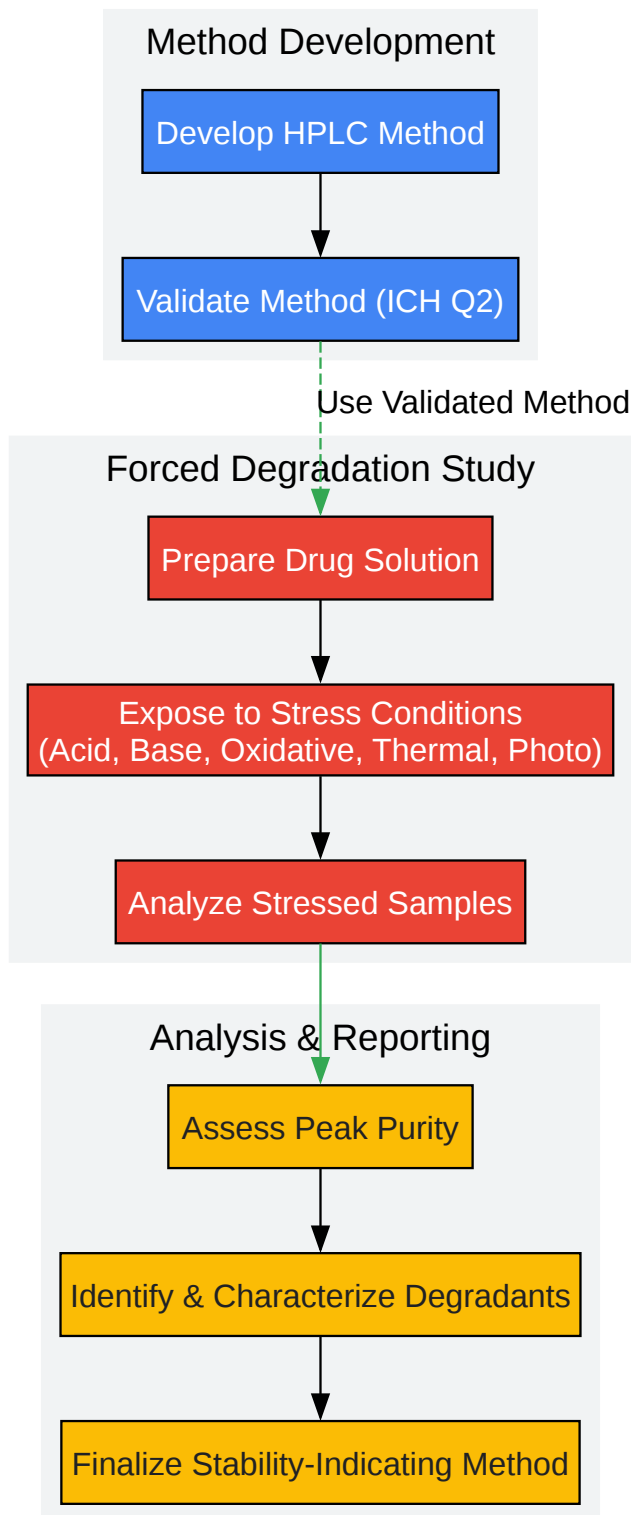 Method Development
Develop HPLC Method
Validate Method (ICH Q2)
Use Validated Method
Forced Degradation Study
Prepare Drug Solution
Expose to Stress Conditions
(Acid, Base, Oxidative, Thermal, Photo)
Analyze Stressed Samples
Analysis & Reporting
Assess Peak Purity
Identify & Characterize Degradants
Finalize Stability-Indicating Method